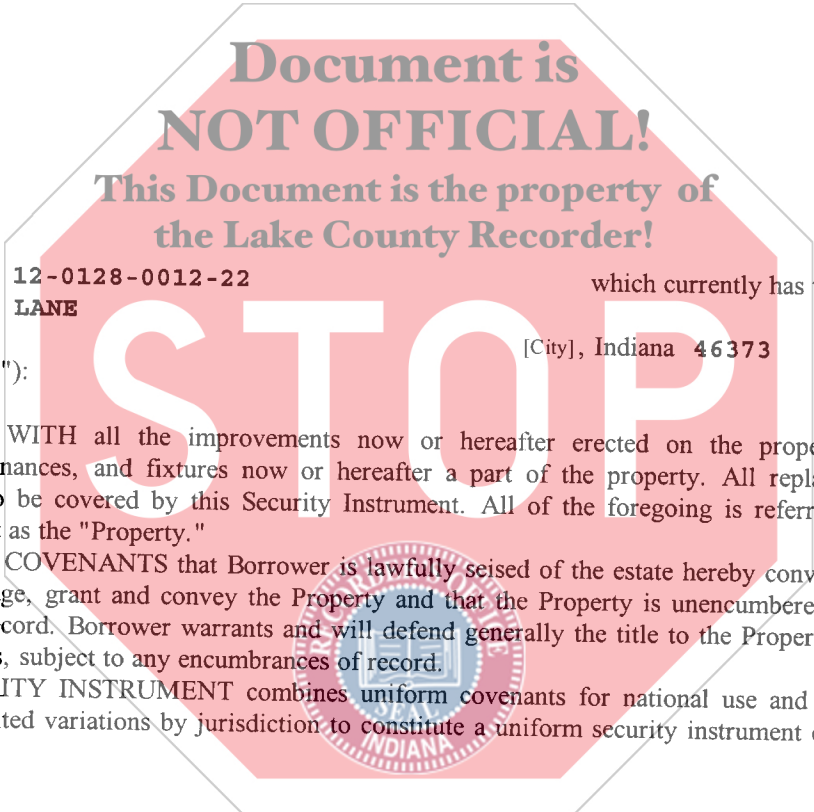 Document is
NOT OFFICIAL!
This Document is the property of
the Lake County Recorder!
12-0128-0012-22 which currently has
LANE
[City], Indiana 46373
"):
STOP
WITH all the improvements now or hereafter erected on the prope
nances, and fixtures now or hereafter a part of the property. All repla
be covered by this Security Instrument. All of the foregoing is referr
as the "Property."
COVENANTS that Borrower is lawfully seised of the estate hereby conv
ge, grant and convey the Property and that the Property is unencumbere
cord. Borrower warrants and will defend generally the title to the Proper
s, subject to any encumbrances of record.
ITY INSTRUMENT combines uniform covenants for national use and
ted variations by jurisdiction to constitute a uniform security instrument
RECORDER'S OFFICE
SEAL
INDIANA